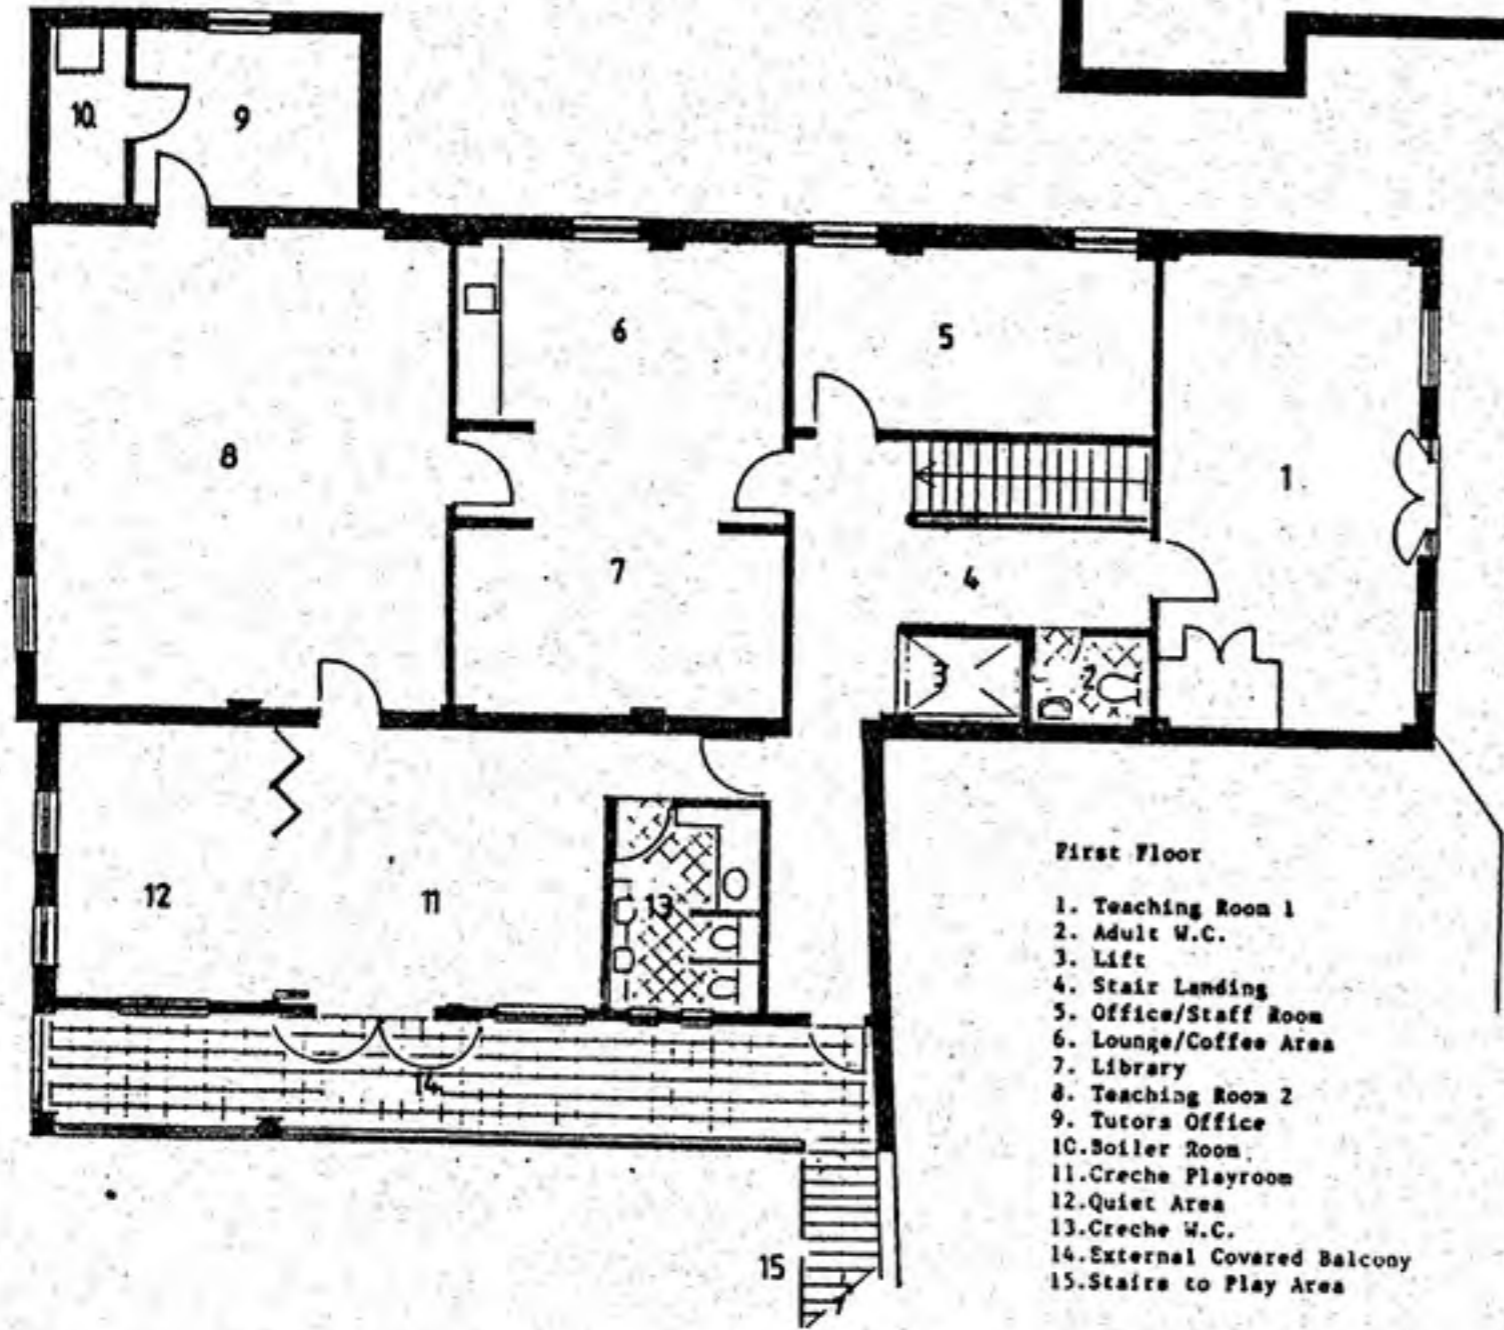 10.
9
6
5
8
1
7
4
3
2
12
11
13
14
15
First Floor
1. Teaching Room 1
2. Adult W.C.
3. Lift
4. Stair Landing
5. Office/Staff Room
6. Lounge/Coffee Area
7. Library
8. Teaching Room 2
9. Tutors Office
10.Boiler Room
11.Creche Playroom
12.Quiet Area
13.Creche W.C.
14.External Covered Balcony
15.Stairs to Play Area